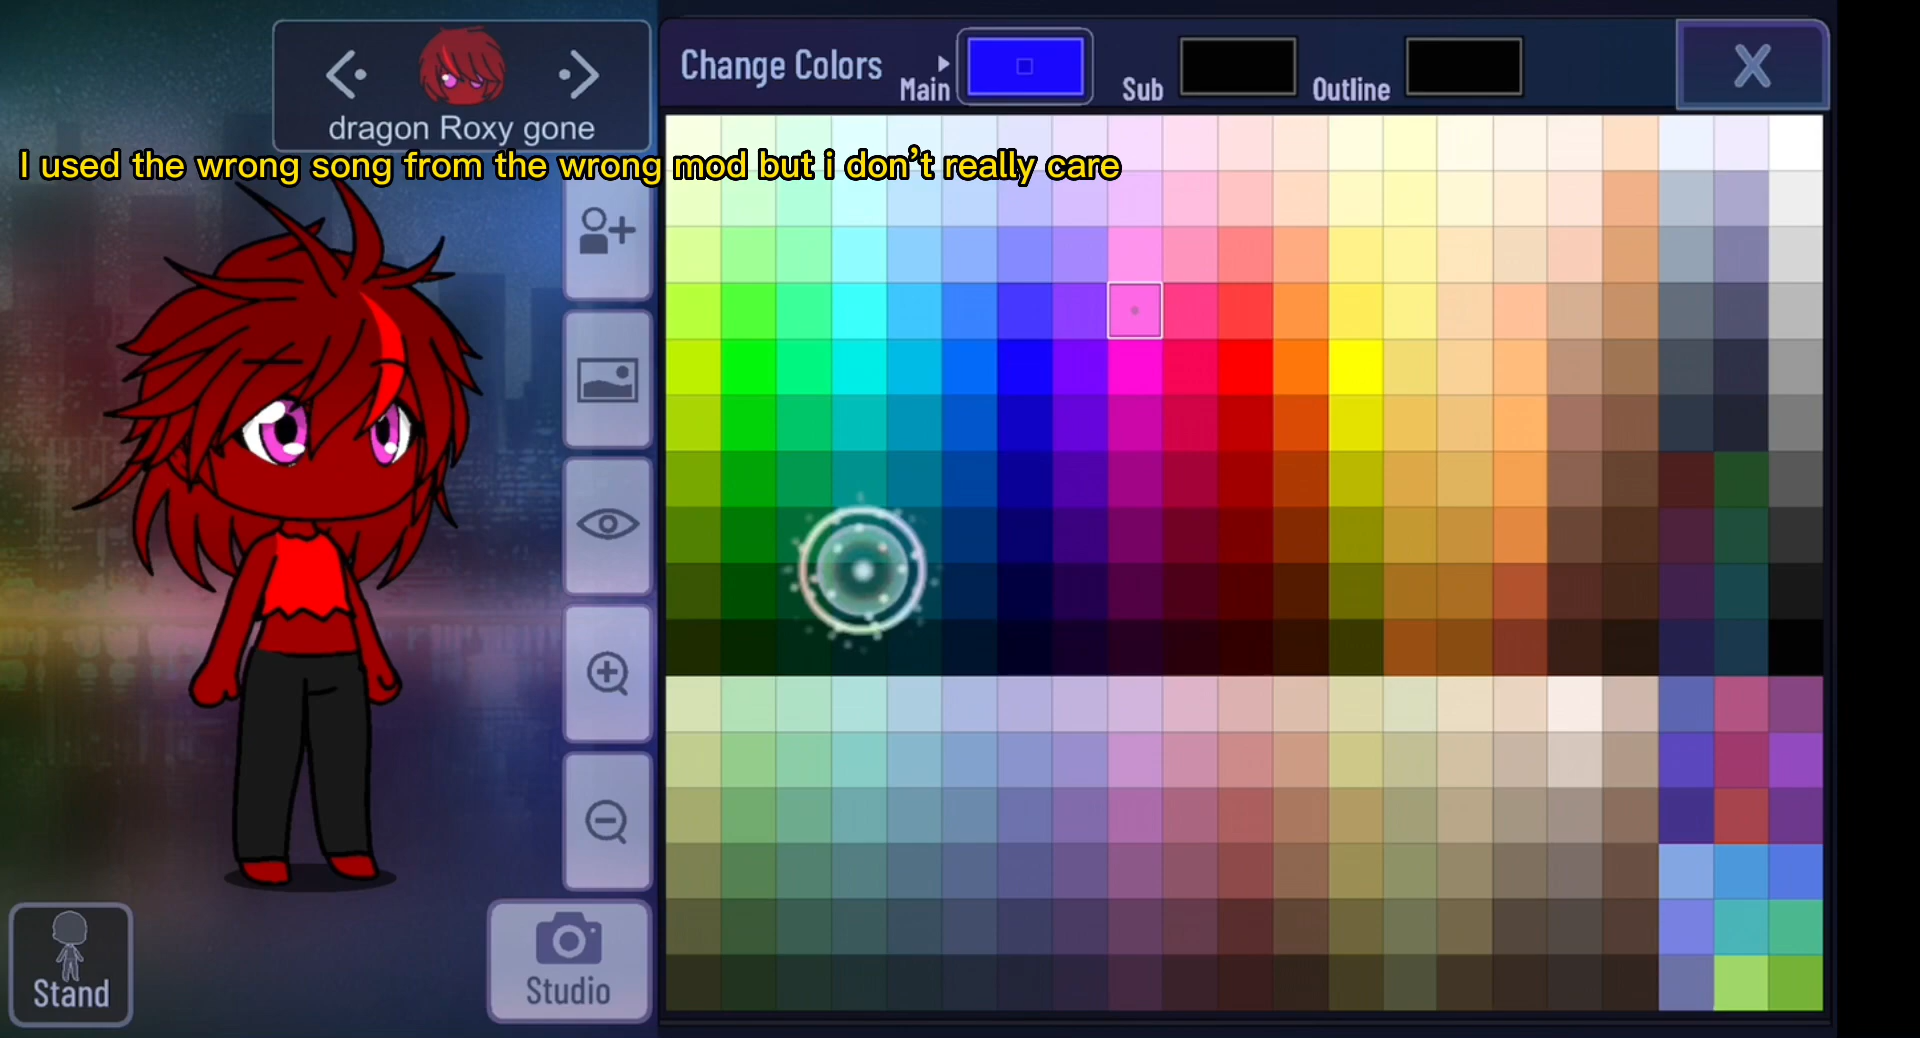 dragon Roxy gone
Change Colors
Main
Sub
Outline
X
I used the wrong song from the wrong mod but i don't really care
Stand
Studio